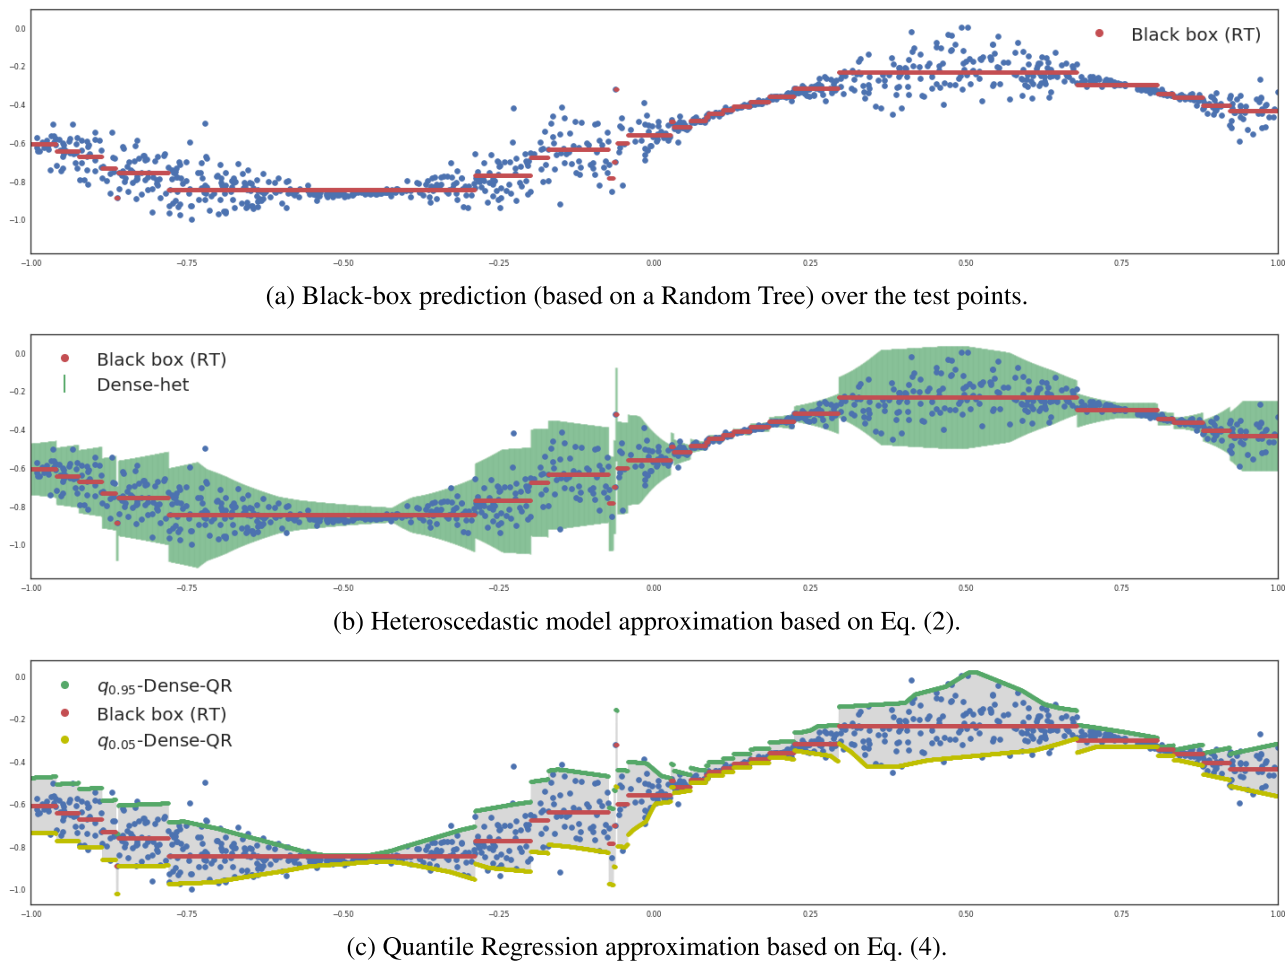 0.0
−0.2
−0.4
−0.6
−0.8
−1.0
Black box (RT)
−1.00 −0.75 −0.50 −0.25 0.00 0.25 0.50 0.75 1.00
(a) Black-box prediction (based on a Random Tree) over the test points.
0.0
−0.2
−0.4
−0.6
−0.8
−1.0
Black box (RT)
Dense-het
−1.00 −0.75 −0.50 −0.25 0.00 0.25 0.50 0.75 1.00
(b) Heteroscedastic model approximation based on Eq. (2).
0.0
−0.2
−0.4
−0.6
−0.8
−1.0
q0.95-Dense-QR
Black box (RT)
q0.05-Dense-QR
−1.00 −0.75 −0.50 −0.25 0.00 0.25 0.50 0.75 1.00
(c) Quantile Regression approximation based on Eq. (4).